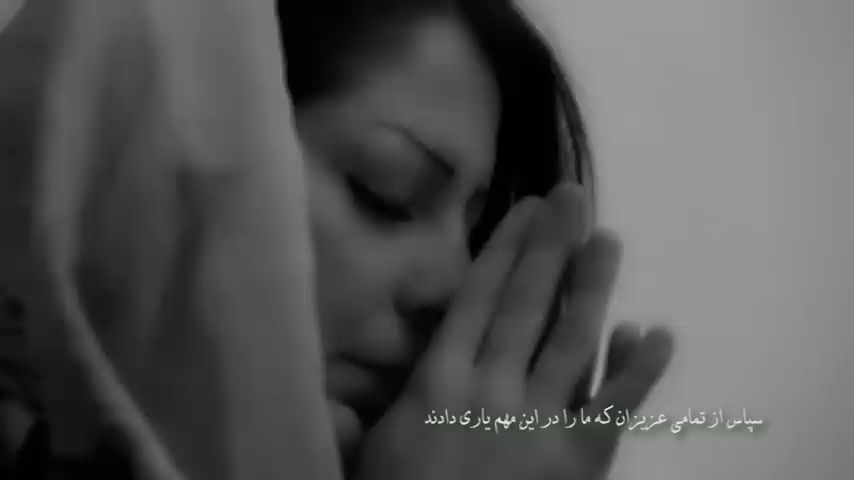 سپاس از تمامی عزیزان که ما را در این مهم یاری دادند